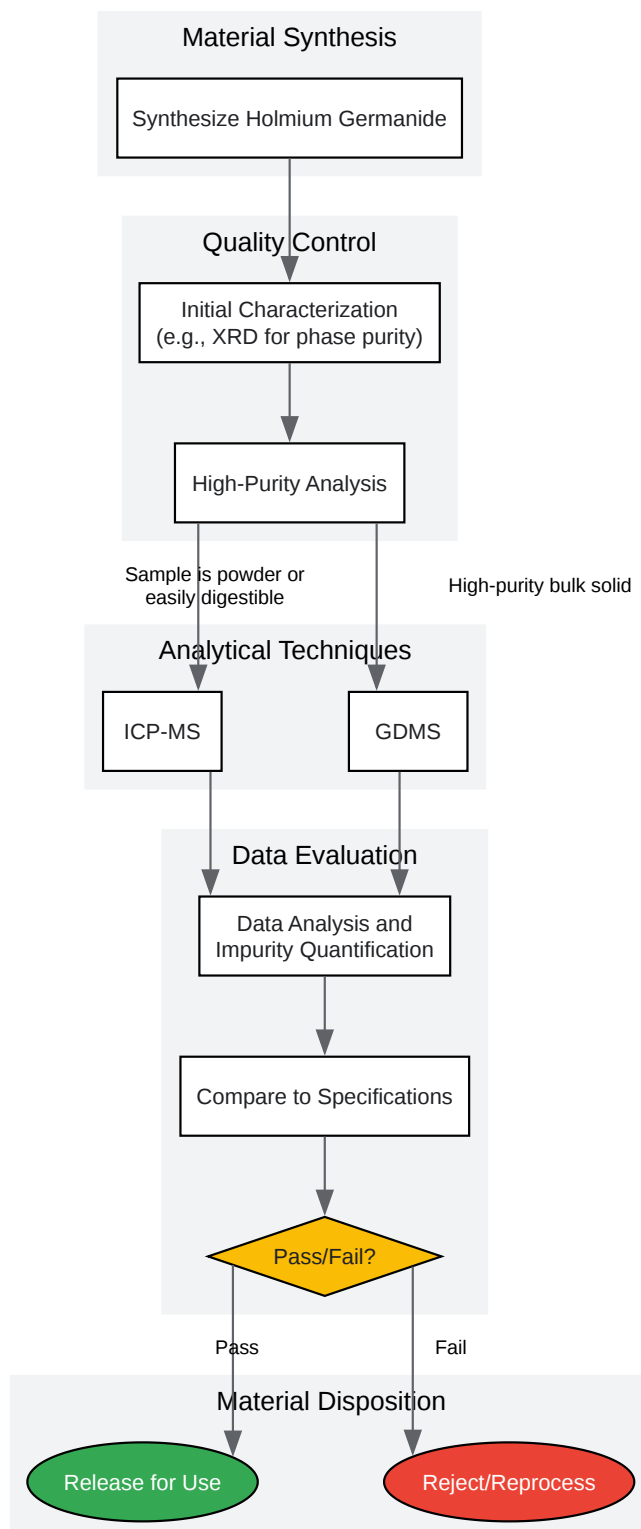 Material Synthesis
Synthesize Holmium Germanide
Quality Control
Initial Characterization
(e.g., XRD for phase purity)
High-Purity Analysis
Sample is powder or
easily digestible
High-purity bulk solid
Analytical Techniques
ICP-MS
GDMS
Data Evaluation
Data Analysis and
Impurity Quantification
Compare to Specifications
Pass/Fail?
Pass
Fail
Material Disposition
Release for Use
Reject/Reprocess